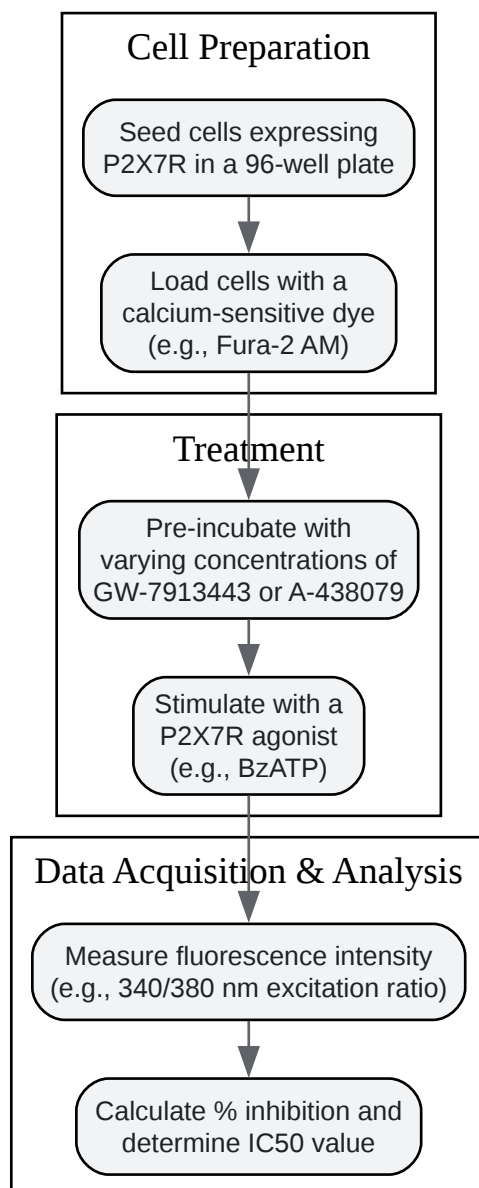 Cell Preparation
Seed cells expressing
P2X7R in a 96-well plate
Load cells with a
calcium-sensitive dye
(e.g., Fura-2 AM)
Treatment
Pre-incubate with
varying concentrations of
GW-7913443 or A-438079
Stimulate with a
P2X7R agonist
(e.g., BzATP)
Data Acquisition & Analysis
Measure fluorescence intensity
(e.g., 340/380 nm excitation ratio)
Calculate % inhibition and
determine IC50 value